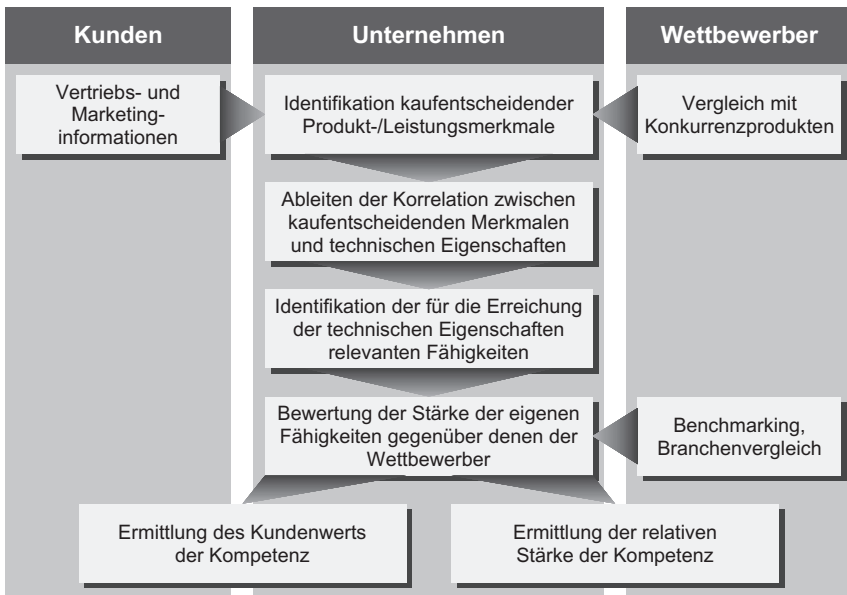 Kunden
Unternehmen
Wettbewerber
Vertriebs- und
Marketing-
informationen
Identifikation kaufentscheidender
Produkt-/Leistungsmerkmale
Vergleich mit
Konkurrenzprodukten
Ableiten der Korrelation zwischen
kaufentscheidenden Merkmalen
und technischen Eigenschaften
Identifikation der für die Erreichung
der technischen Eigenschaften
relevanten Fähigkeiten
Bewertung der Stärke der eigenen
Fähigkeiten gegenüber denen der
Wettbewerber
Benchmarking,
Branchenvergleich
Ermittlung des Kundenwerts
der Kompetenz
Ermittlung der relativen
Stärke der Kompetenz